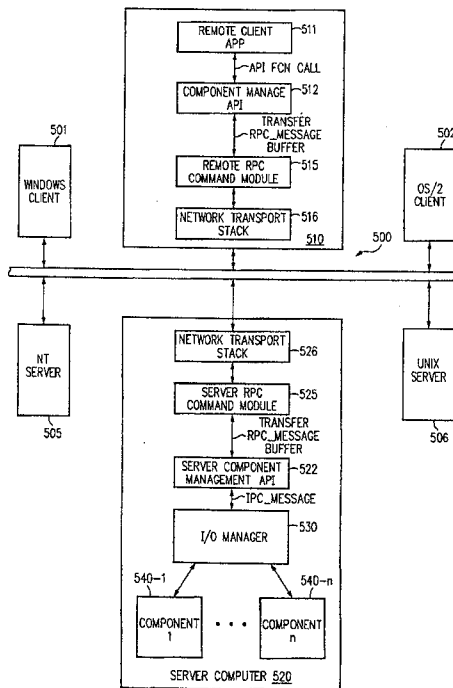 REMOTE CLIENT
APP
511
API FCN CALL
COMPONENT MANAGE
API
512
TRANSFER
RPC_MESSAGE
BUFFER
REMOTE RPC
COMMAND MODULE
515
NETWORK TRANSPORT
STACK
516
510
501
WINDOWS
CLIENT
502
OS/2
CLIENT
500
NT
SERVER
505
UNIX
SERVER
506
NETWORK TRANSPORT
STACK
526
SERVER RPC
COMMAND MODULE
525
TRANSFER
RPC_MESSAGE
BUFFER
SERVER COMPONENT
MANAGEMENT API
522
IPC_MESSAGE
I/O MANAGER
530
540-1
540-n
COMPONENT
1
• • •
COMPONENT
n
SERVER COMPUTER 520